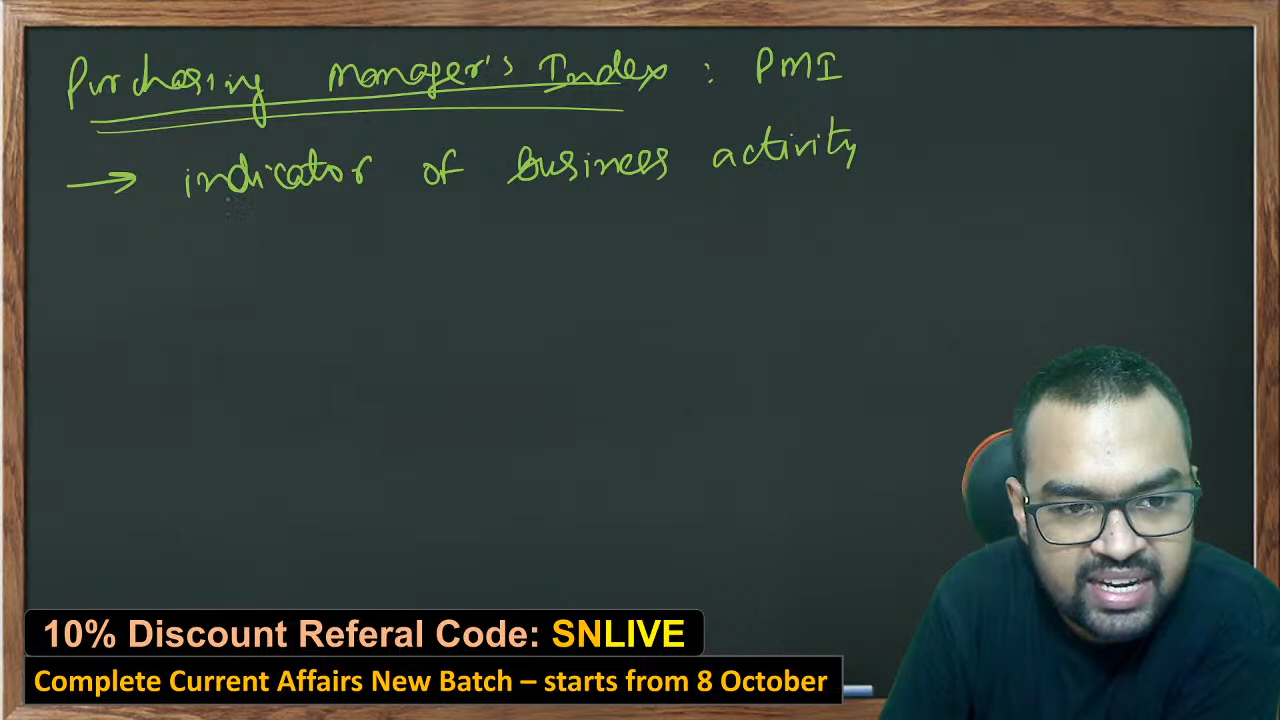 Purchasing Manager's Index : PMI
→ indicator of business activity
10% Discount Referal Code: SNLIVE
Complete Current Affairs New Batch – starts from 8 October